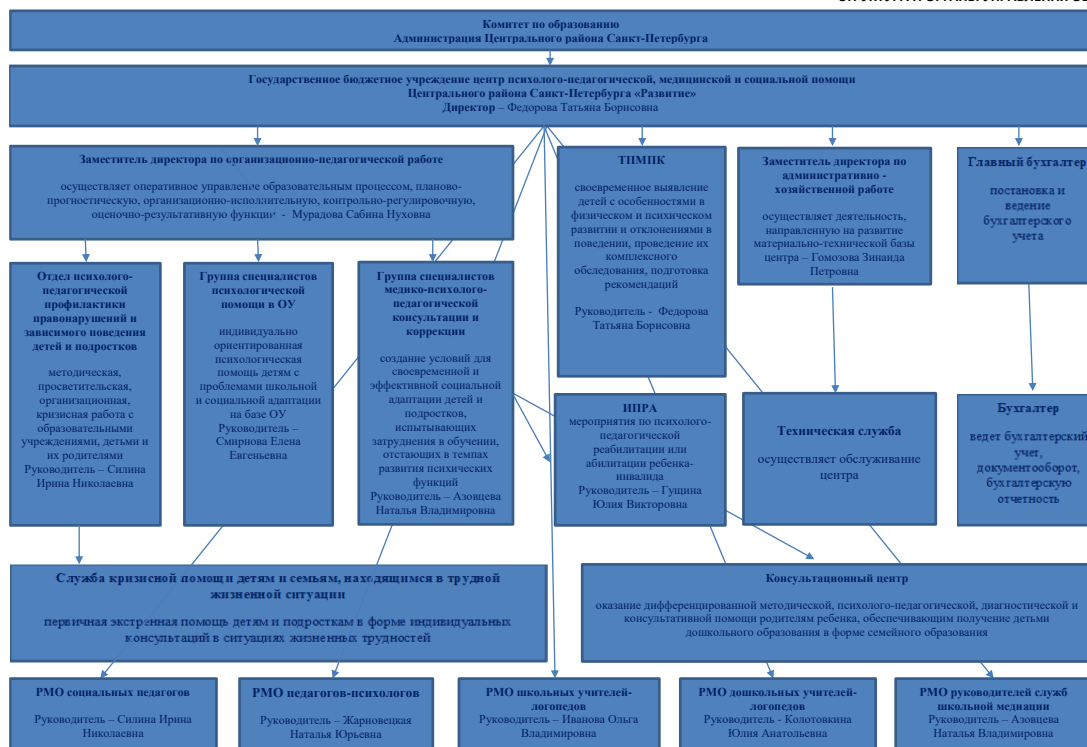 Комитет по образованию
Администрация Центрального района Санкт-Петербурга
Государственное бюджетное учреждение центр психолого-педагогической, медицинской и социальной помощи
Центрального района Санкт-Петербурга «Развитие»
Директор – Федорова Татьяна Борисовна
Заместитель директора по организационно-педагогической работе
осуществляет оперативное управление образовательным процессом, планово-
прогностическую, организационно-исполнительную, контрольно-регулировочную,
оценочно-результативную функции - Мурадова Сабина Нуховна
ТПМПК
своевременное выявление
детей с особенностями в
физическом и психическом
развитии и отклонениями в
поведении, проведение их
комплексного
обследования, подготовка
рекомендаций
Руководитель - Федорова
Татьяна Борисовна
Заместитель директора по
административно -
хозяйственной работе
осуществляет деятельность,
направленную на развитие
материально-технической базы
центра – Гомозова Зинаида
Петровна
Главный бухгалтер
постановка и
ведение
бухгалтерского
учета
Отдел психолого-
педагогической
профилактики
правонарушений и
зависимого поведения
детей и подростков
методическая,
просветительская,
организационная,
кризисная работа с
образовательными
учреждениями, детьми и
их родителями
Руководитель – Силина
Ирина Николаевна
Группа специалистов
психологической
помощи в ОУ
индивидуально
ориентированная
психологическая
помощь детям с
проблемами школьной
и социальной адаптации
на базе ОУ
Руководитель –
Смирнова Елена
Евгеньевна
Группа специалистов
медико-психолого-
педагогической
консультации и
коррекции
создание условий для
своевременной и
эффективной социальной
адаптации детей и
подростков,
испытывающих
затруднения в обучении,
отстающих в темпах
развития психических
функций
Руководитель – Азовцева
Наталья Владимировна
ИПРА
мероприятия по психолого-
педагогической
реабилитации или
абилитации ребенка-
инвалида
Руководитель – Гущина
Юлия Викторовна
Техническая служба
осуществляет обслуживание
центра
Бухгалтер
ведет бухгалтерский
учет,
документооборот,
бухгалтерскую
отчетность
Служба кризисной помощи детям и семьям, находящимся в трудной
жизненной ситуации
первичная экстренная помощь детям и подросткам в форме индивидуальных
консультаций в ситуациях жизненных трудностей
Консультационный центр
оказание дифференцированной методической, психолого-педагогической, диагностической и
консультативной помощи родителям ребенка, обеспечивающим получение детьми
дошкольного образования в форме семейного образования
РМО социальных педагогов
Руководитель – Силина Ирина
Николаевна
РМО педагогов-психологов
Руководитель – Жарновецкая
Наталья Юрьевна
РМО школьных учителей-
логопедов
Руководитель – Иванова Ольга
Владимировна
РМО дошкольных учителей-
логопедов
Руководитель - Колотовкина
Юлия Анатольевна
РМО руководителей служб
школьной медиации
Руководитель – Азовцева
Наталья Владимировна